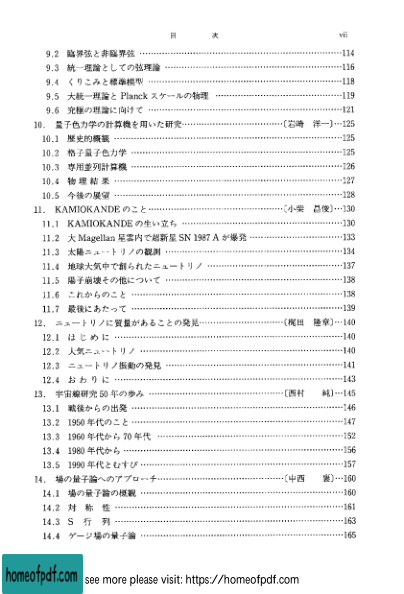 目　次　vii
9.2 臨界弦と非臨界弦 …… 114
9.3 統一理論としての弦理論 …… 116
9.4 くりこみと標準模型 …… 118
9.5 大統一理論と Planck スケールの物理 …… 119
9.6 究極の理論に向けて …… 121
10. 量子色力学の計算機を用いた研究 ……〔岩崎　洋一〕… 125
10.1 歴史的概観 …… 125
10.2 格子量子色力学 …… 125
10.3 専用並列計算機 …… 126
10.4 物理結果 …… 127
10.5 今後の展望 …… 128
11. KAMIOKANDE のこと ……〔小柴　昌俊〕… 130
11.1 KAMIOKANDE の生い立ち …… 130
11.2 大 Magellan 星雲内で超新星 SN 1987 A が爆発 …… 133
11.3 太陽ニュートリノの観測 …… 134
11.4 地球大気中で創られたニュートリノ …… 137
11.5 陽子崩壊その他について …… 138
11.6 これからのこと …… 138
11.7 最後にあたって …… 139
12. ニュートリノに質量があることの発見 ……〔梶田　隆章〕… 140
12.1 はじめに …… 140
12.2 大気ニュートリノ …… 140
12.3 ニュートリノ振動の発見 …… 141
12.4 おわりに …… 143
13. 宇宙線研究 50 年の歩み ……〔西村　純〕… 145
13.1 戦後からの出発 …… 146
13.2 1950 年代のこと …… 147
13.3 1960 年代から 70 年代 …… 152
13.4 1980 年代から …… 156
13.5 1990 年代とむすび …… 157
14. 場の量子論へのアプローチ ……〔中西　襄〕… 160
14.1 場の量子論の概観 …… 160
14.2 対称性 …… 161
14.3 S 行列 …… 163
14.4 ゲージ場の量子論 …… 165
homeofpdf.com see more please visit: https://homeofpdf.com